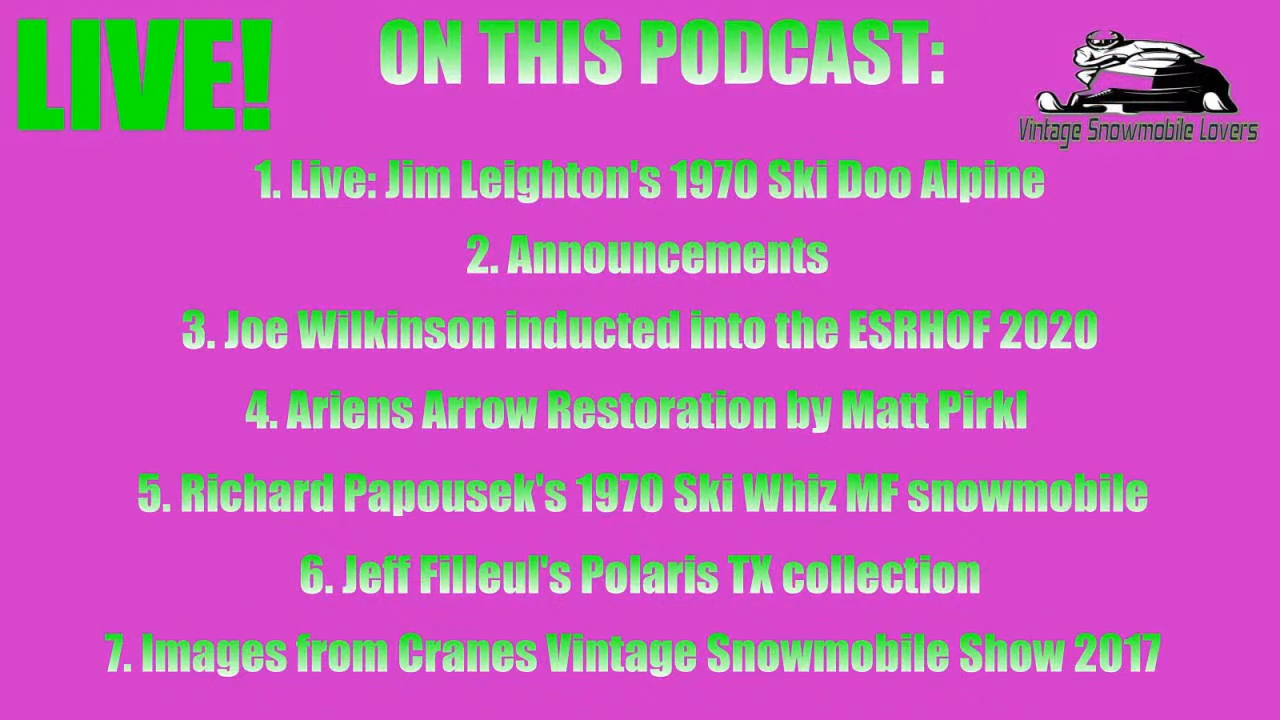 LIVE!
ON THIS PODCAST:
Vintage Snowmobile Lovers
1. Live: Jim Leighton's 1970 Ski Doo Alpine
2. Announcements
3. Joe Wilkinson inducted into the ESRHOF 2020
4. Ariens Arrow Restoration by Matt Pirkl
5. Richard Papousek's 1970 Ski Whiz MF snowmobile
6. Jeff Filleul's Polaris TX collection
7. Images from Cranes Vintage Snowmobile Show 2017